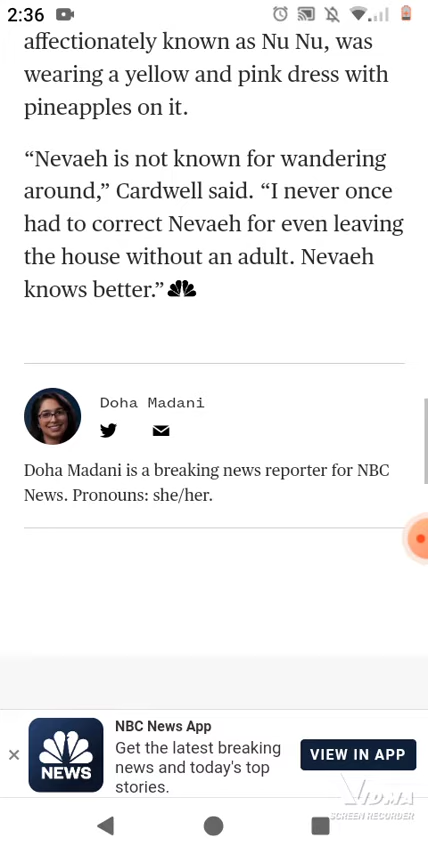 2:36
affectionately known as Nu Nu, was
wearing a yellow and pink dress with
pineapples on it.
“Nevaeh is not known for wandering
around,” Cardwell said. “I never once
had to correct Nevaeh for even leaving
the house without an adult. Nevaeh
knows better.”
Doha Madani
Doha Madani is a breaking news reporter for NBC
News. Pronouns: she/her.
NBC News App
Get the latest breaking
news and today's top
stories.
NEWS
VIEW IN APP
VIDMA
SCREEN RECORDER